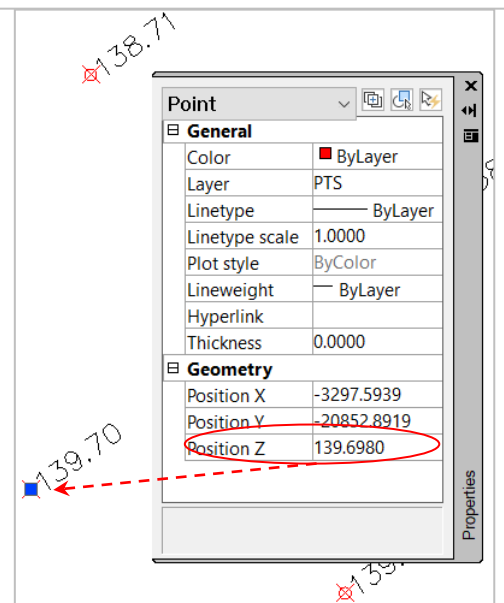 138.71
Point
General
Color ByLayer
Layer PTS
Linetype ByLayer
Linetype scale 1.0000
Plot style ByColor
Lineweight ByLayer
Hyperlink
Thickness 0.0000
Geometry
Position X -3297.5939
Position Y -20852.8919
Position Z 139.6980
Properties
139.70